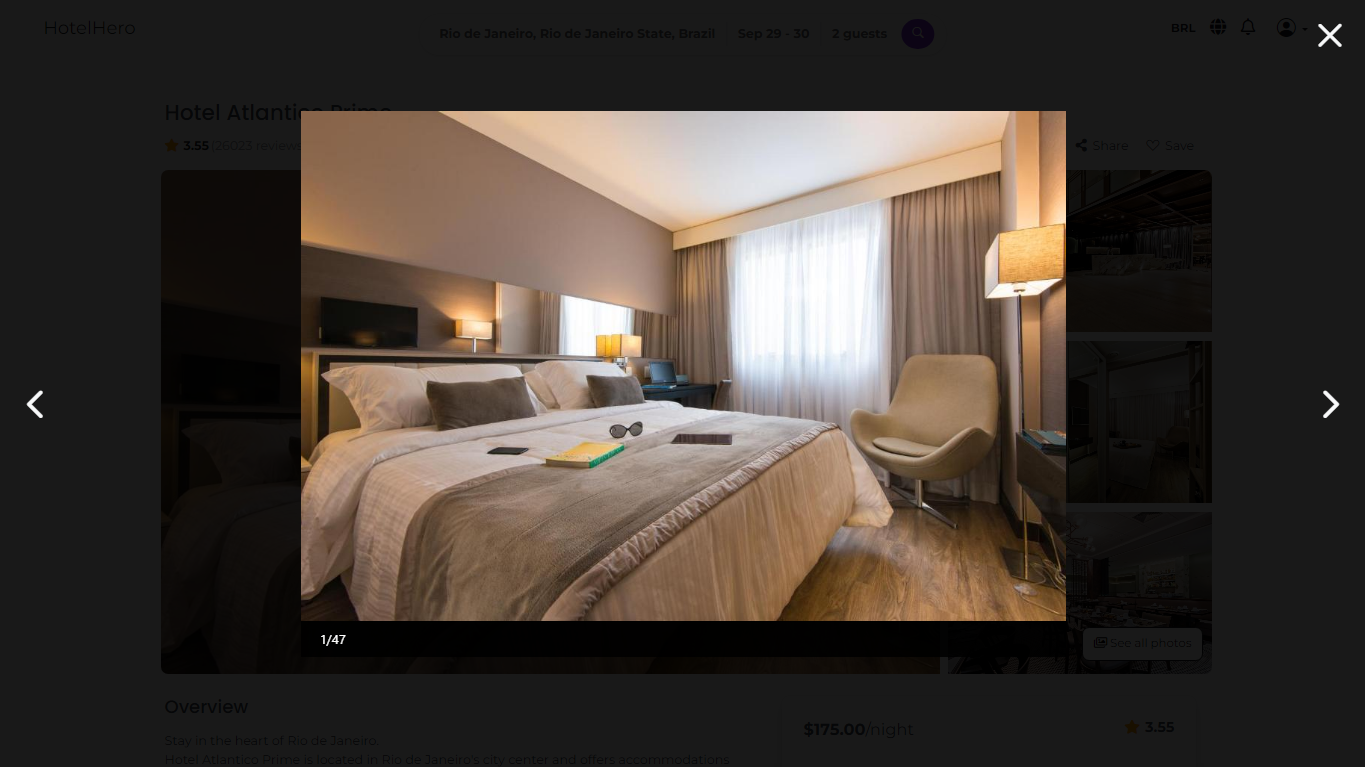 HotelHero
Rio de Janeiro, Rio de Janeiro State, Brazil
Sep 29 - 30
2 guests
BRL
Hotel Atlantico Prime
3.55 (26023 reviews
Share
Save
1/47
See all photos
Overview
Stay in the heart of Rio de Janeiro.
Hotel Atlantico Prime is located in Rio de Janeiro's city center and offers accommodations
$175.00/night
3.55